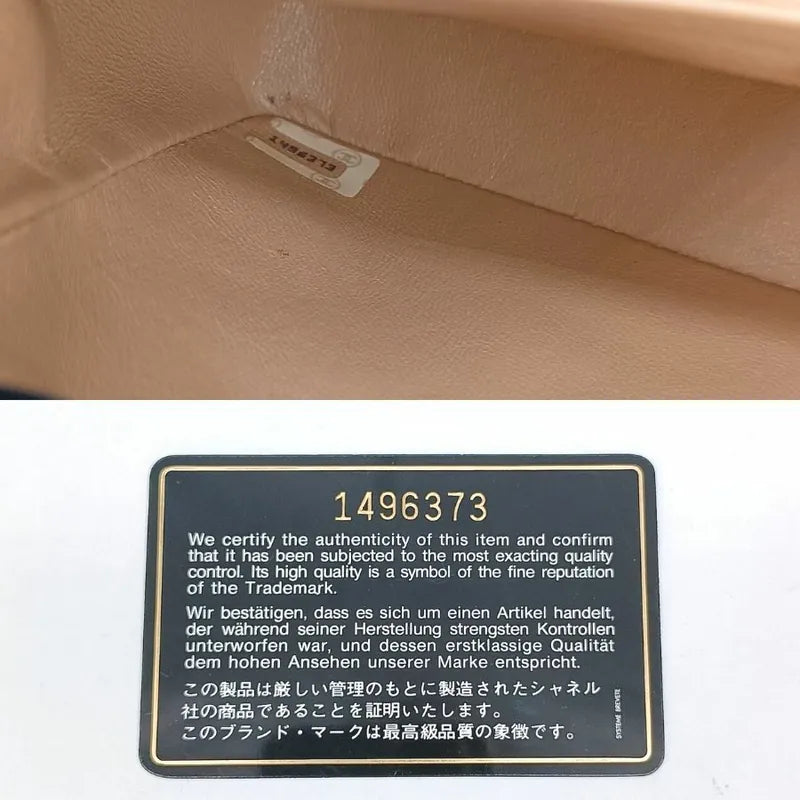 1496373
1496373
We certify the authenticity of this item and confirm
that it has been subjected to the most exacting quality
control. Its high quality is a symbol of the fine reputation
of the Trademark.
Wir bestätigen, dass es sich um einen Artikel handelt,
der während seiner Herstellung strengsten Kontrollen
unterworfen war, und dessen erstklassige Qualität
dem hohen Ansehen unserer Marke entspricht.
この製品は厳しい管理のもとに製造されたシャネル
社の商品であることを証明いたします。
このブランド・マークは最高級品質の象徴です。
SYSTEME BREVETE